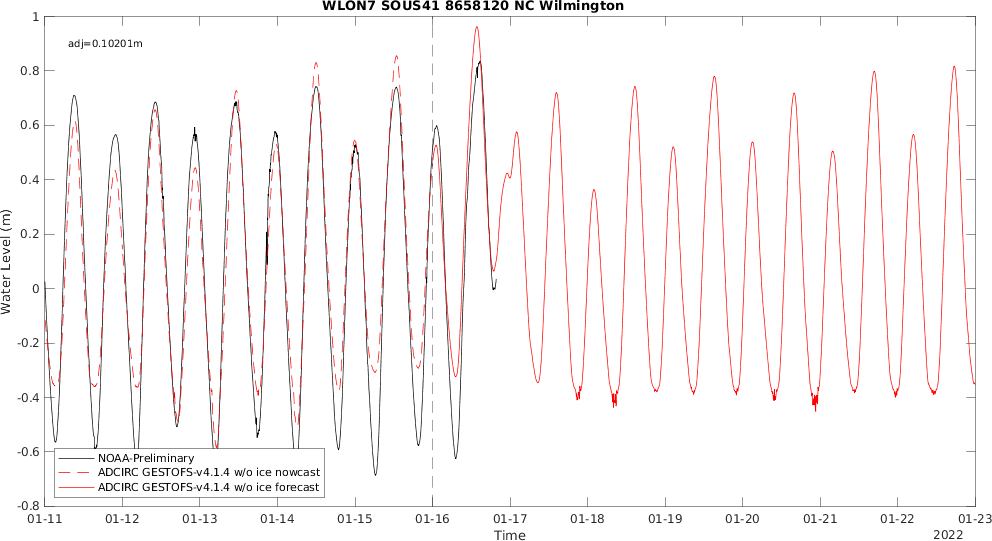 WLON7 SOUS41 8658120 NC Wilmington
adj=0.10201m
Water Level (m)
1
0.8
0.6
0.4
0.2
0
-0.2
-0.4
-0.6
-0.8
NOAA-Preliminary
ADCIRC GESTOFS-v4.1.4 w/o ice nowcast
ADCIRC GESTOFS-v4.1.4 w/o ice forecast
01-11 01-12 01-13 01-14 01-15 01-16 01-17 01-18 01-19 01-20 01-21 01-22 01-23
Time
2022